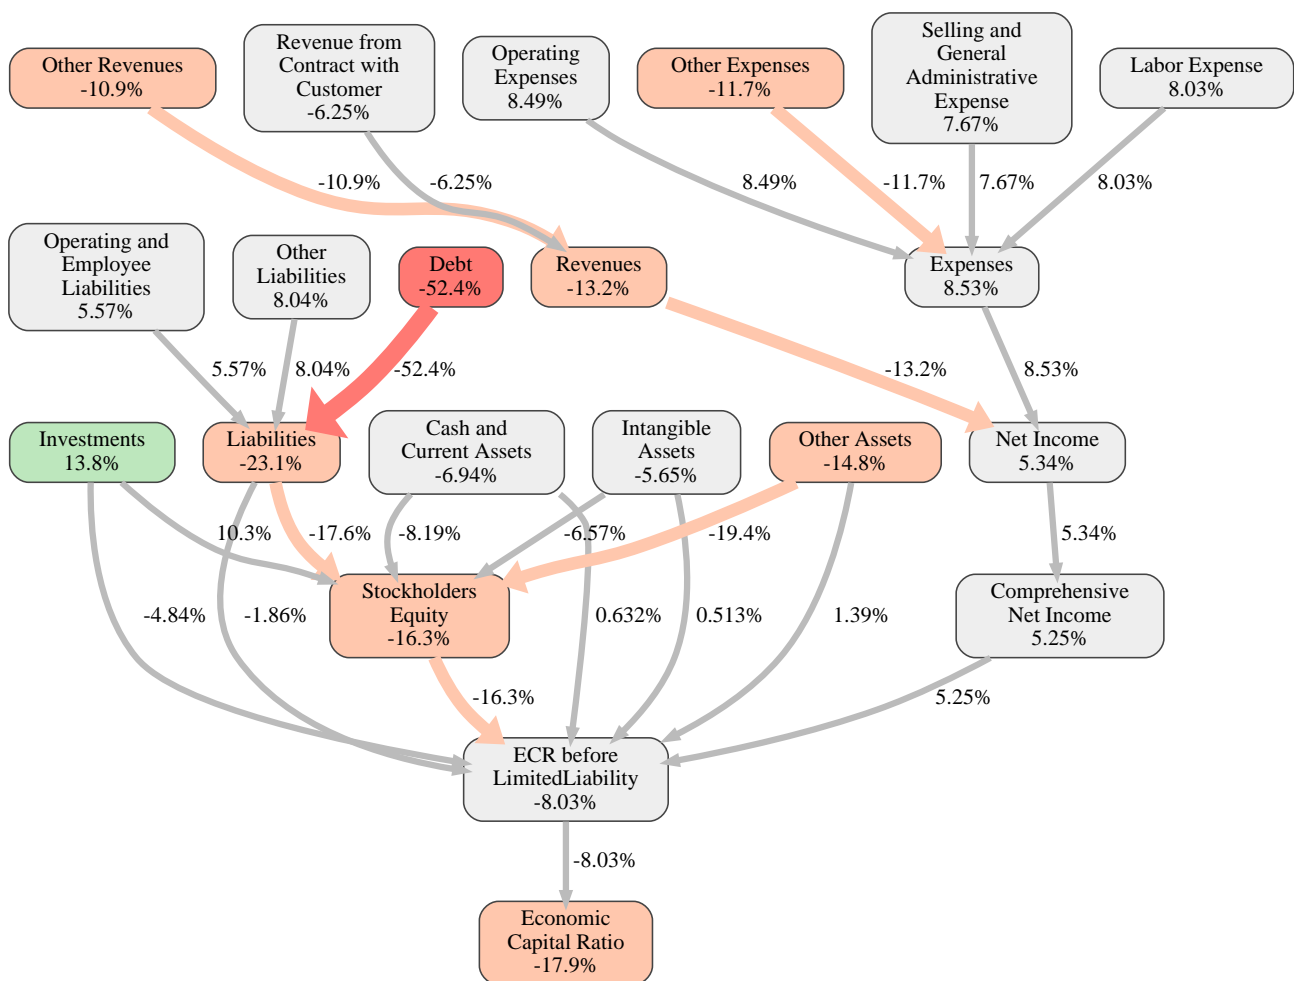 Other Revenues
-10.9%
Revenue from
Contract with
Customer
-6.25%
Operating
Expenses
8.49%
Other Expenses
-11.7%
Selling and
General
Administrative
Expense
7.67%
Labor Expense
8.03%
-10.9%
-6.25%
8.49%
-11.7%
7.67%
8.03%
Operating and
Employee
Liabilities
5.57%
Other
Liabilities
8.04%
Debt
-52.4%
Revenues
-13.2%
Expenses
8.53%
5.57%
8.04%
-52.4%
-13.2%
8.53%
Investments
13.8%
Liabilities
-23.1%
Cash and
Current Assets
-6.94%
Intangible
Assets
-5.65%
Other Assets
-14.8%
Net Income
5.34%
10.3%
-17.6%
-8.19%
-6.57%
-19.4%
5.34%
Stockholders
Equity
-16.3%
Comprehensive
Net Income
5.25%
-4.84%
-1.86%
0.632%
0.513%
1.39%
-16.3%
5.25%
ECR before
LimitedLiability
-8.03%
-8.03%
Economic
Capital Ratio
-17.9%